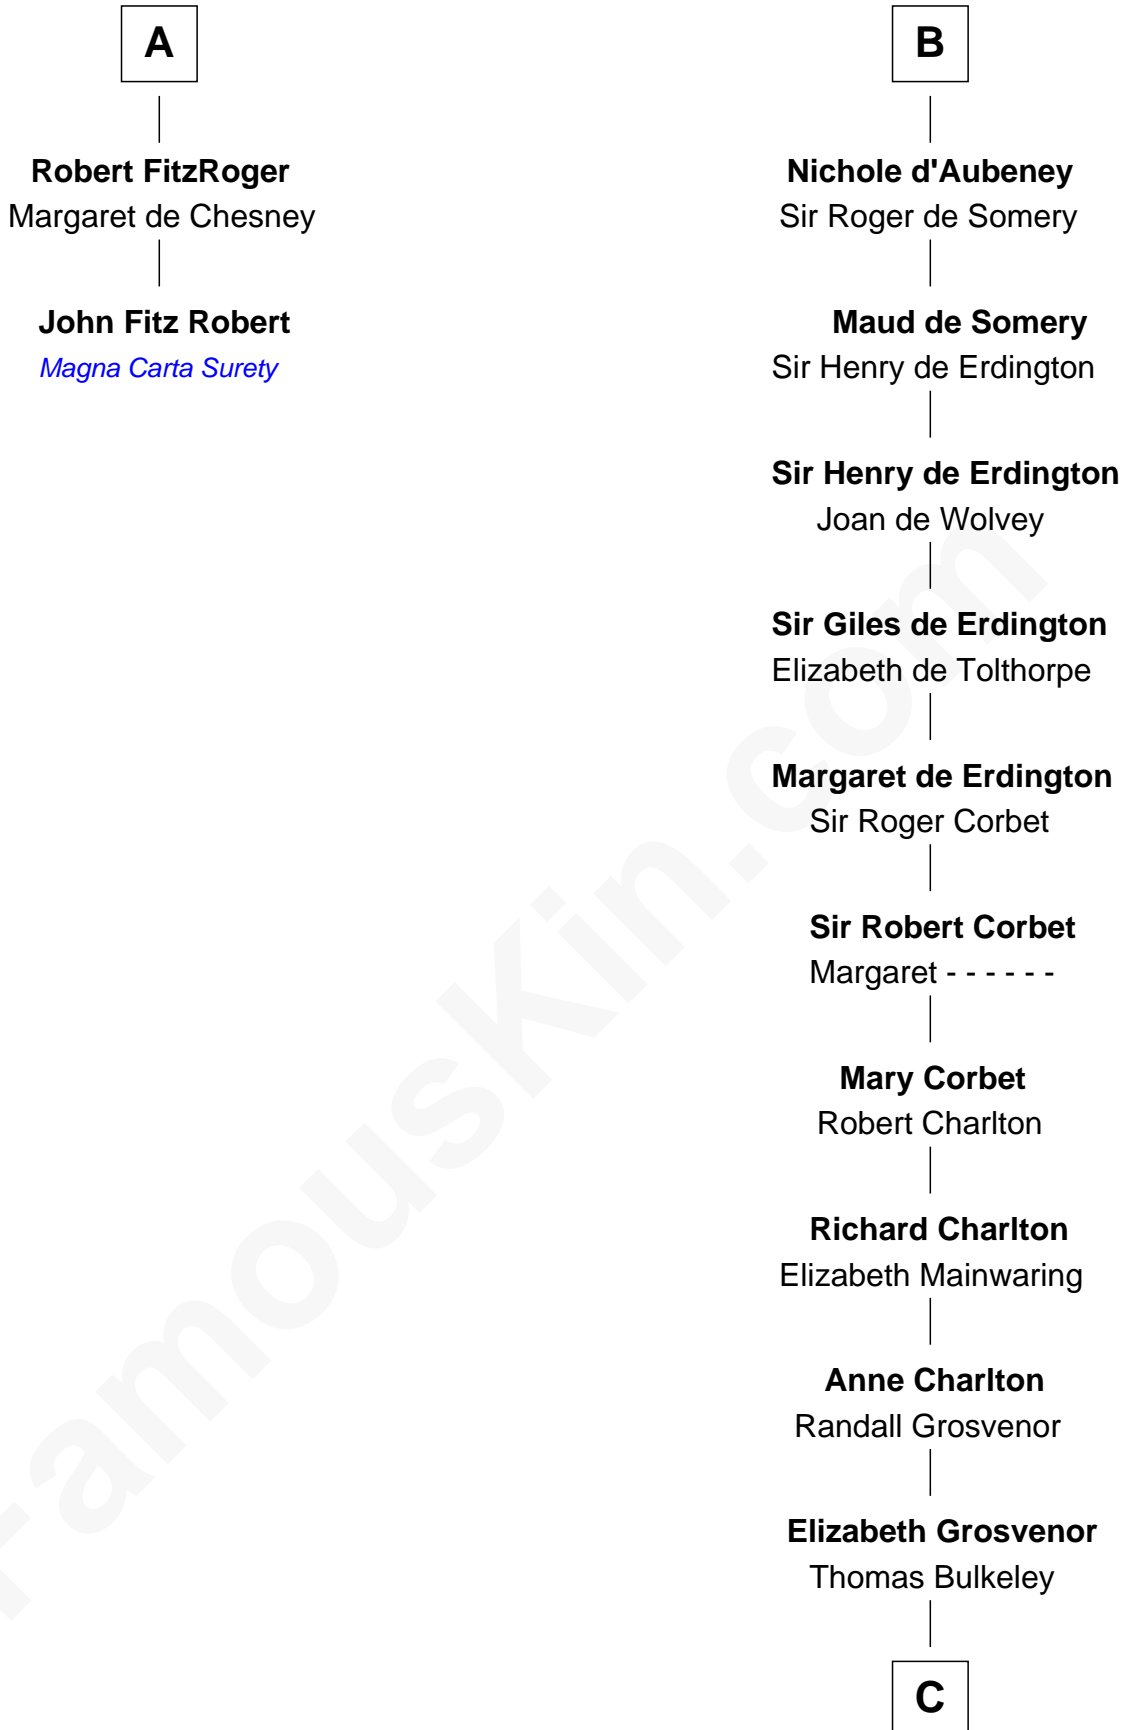 A
Robert FitzRoger
Margaret de Chesney
John Fitz Robert
Magna Carta Surety
B
Nichole d'Aubeney
Sir Roger de Somery
Maud de Somery
Sir Henry de Erdington
Sir Henry de Erdington
Joan de Wolvey
Sir Giles de Erdington
Elizabeth de Tolthorpe
Margaret de Erdington
Sir Roger Corbet
Sir Robert Corbet
Margaret - - - - - -
Mary Corbet
Robert Charlton
Richard Charlton
Elizabeth Mainwaring
Anne Charlton
Randall Grosvenor
Elizabeth Grosvenor
Thomas Bulkeley
C
FamousKin.com